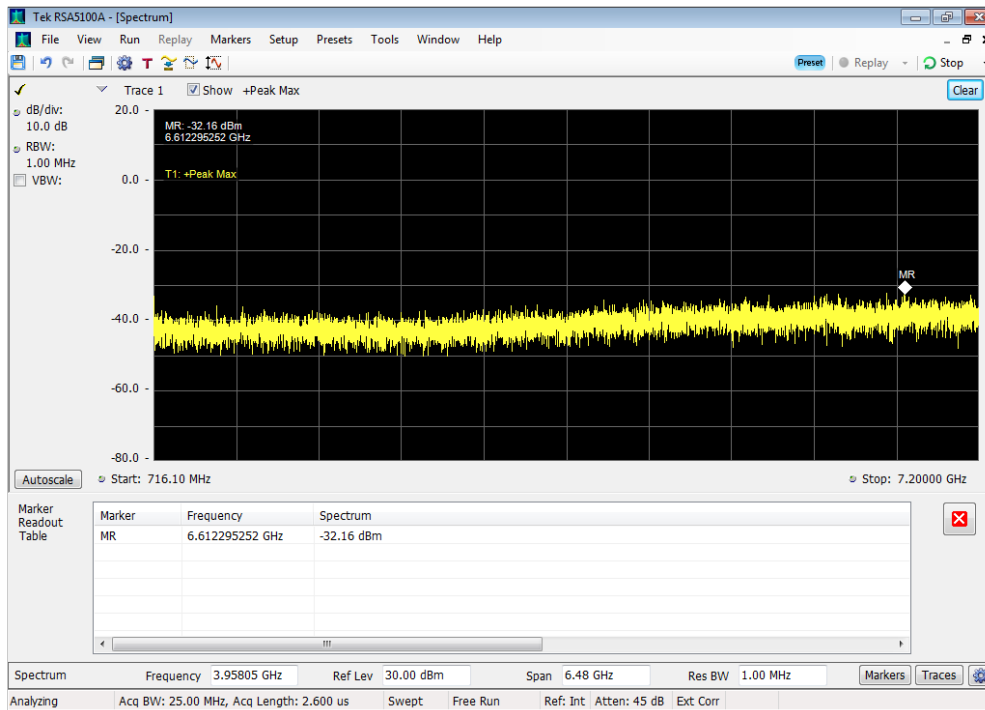 Tek RSA5100A - [Spectrum]
File View Run Replay Markers Setup Presets Tools Window Help
T Preset Replay Stop
Trace 1 Show +Peak Max Clear
dB/div:
10.0 dB
RBW:
1.00 MHz
VBW:
20.0 -
0.0 -
-20.0 -
-40.0 -
-60.0 -
-80.0 -
MR: -32.16 dBm
6.612295252 GHz
T1: +Peak Max
MR
Autoscale Start: 716.10 MHz Stop: 7.20000 GHz
Marker
Readout
Table
Marker Frequency Spectrum
MR 6.612295252 GHz -32.16 dBm
Spectrum Frequency 3.95805 GHz Ref Lev 30.00 dBm Span 6.48 GHz Res BW 1.00 MHz Markers Traces
Analyzing Acq BW: 25.00 MHz, Acq Length: 2.600 us Swept Free Run Ref: Int Atten: 45 dB Ext Corr